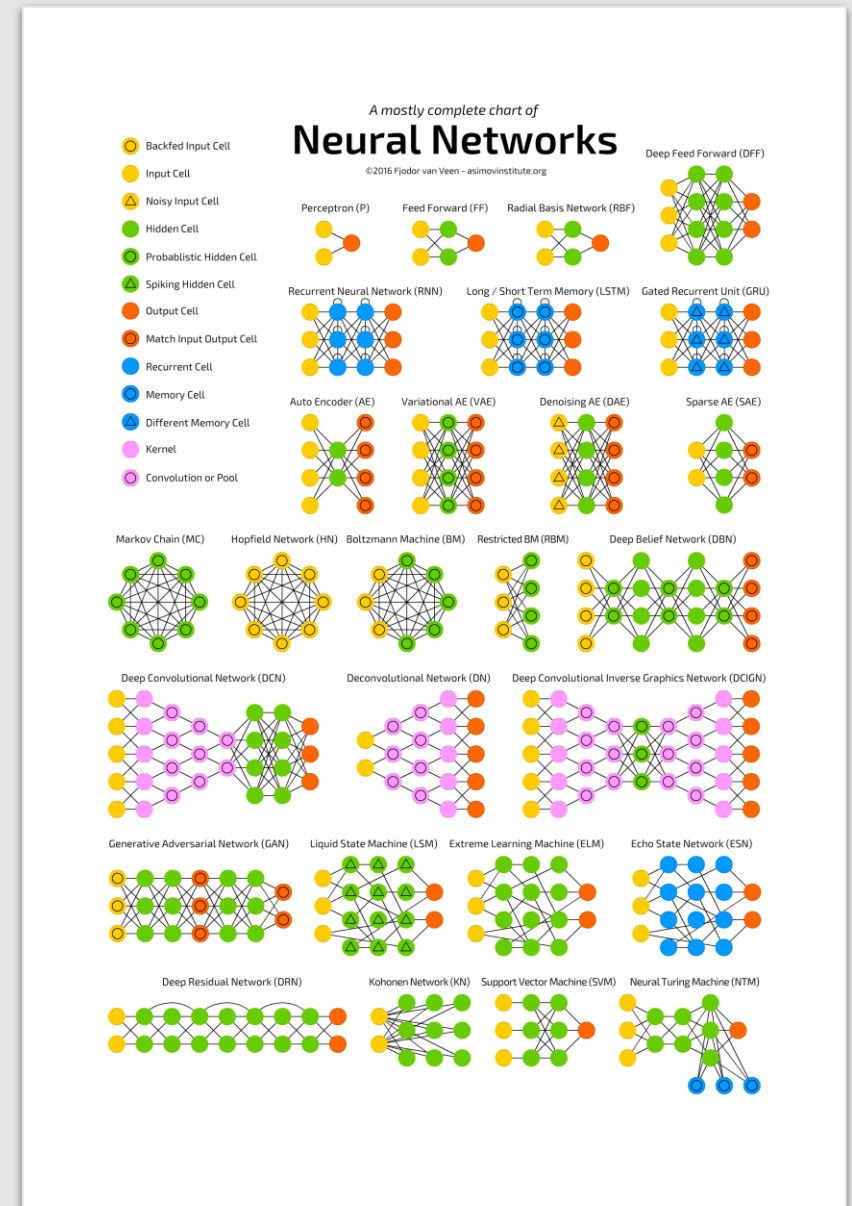 A mostly complete chart of
Neural Networks
©2016 Fjodor van Veen - asimovinstitute.org
Backfed Input Cell
Input Cell
Noisy Input Cell
Hidden Cell
Probablistic Hidden Cell
Spiking Hidden Cell
Output Cell
Match Input Output Cell
Recurrent Cell
Memory Cell
Different Memory Cell
Kernel
Convolution or Pool
Deep Feed Forward (DFF)
Perceptron (P)
Feed Forward (FF)
Radial Basis Network (RBF)
Recurrent Neural Network (RNN)
Long / Short Term Memory (LSTM)
Gated Recurrent Unit (GRU)
Auto Encoder (AE)
Variational AE (VAE)
Denoising AE (DAE)
Sparse AE (SAE)
Markov Chain (MC)
Hopfield Network (HN)
Boltzmann Machine (BM)
Restricted BM (RBM)
Deep Belief Network (DBN)
Deep Convolutional Network (DCN)
Deconvolutional Network (DN)
Deep Convolutional Inverse Graphics Network (DCIGN)
Generative Adversarial Network (GAN)
Liquid State Machine (LSM)
Extreme Learning Machine (ELM)
Echo State Network (ESN)
Deep Residual Network (DRN)
Kohonen Network (KN)
Support Vector Machine (SVM)
Neural Turing Machine (NTM)